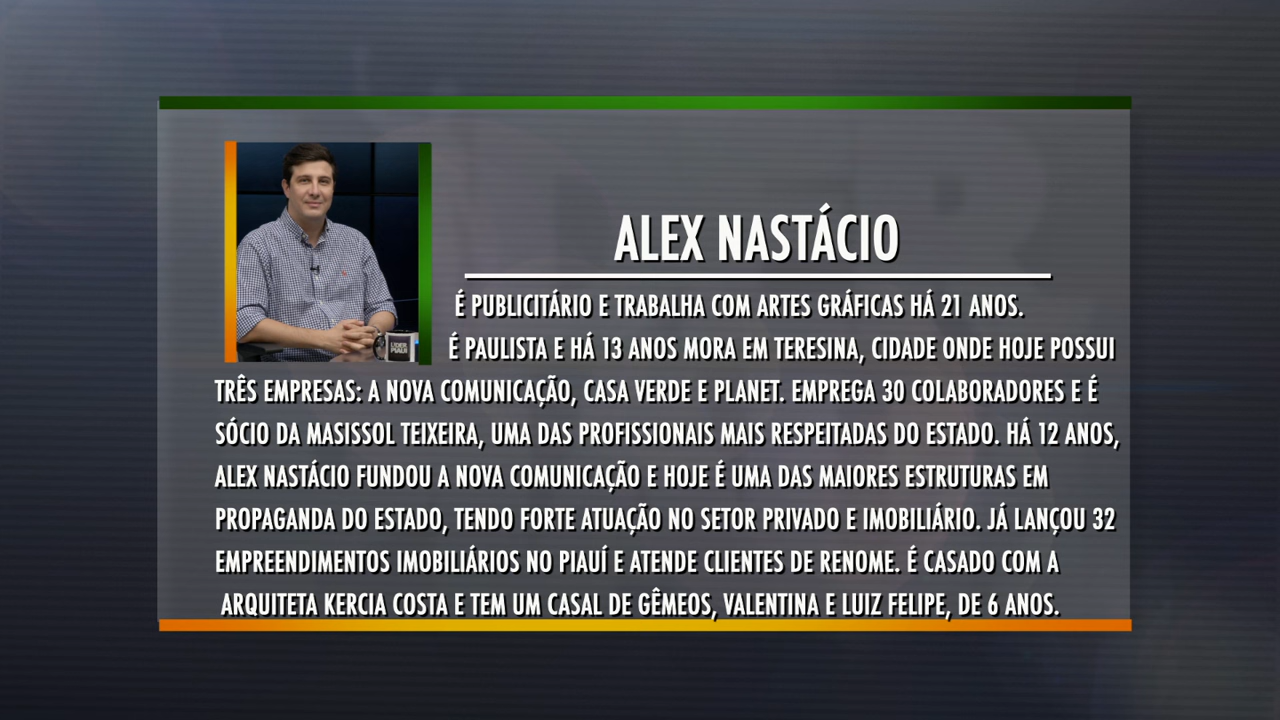 LÍDER
PIAUÍ
ALEX NASTÁCIO
É PUBLICITÁRIO E TRABALHA COM ARTES GRÁFICAS HÁ 21 ANOS.
É PAULISTA E HÁ 13 ANOS MORA EM TERESINA, CIDADE ONDE HOJE POSSUI
TRÊS EMPRESAS: A NOVA COMUNICAÇÃO, CASA VERDE E PLANET. EMPREGA 30 COLABORADORES E É
SÓCIO DA MASISSOL TEIXEIRA, UMA DAS PROFISSIONAIS MAIS RESPEITADAS DO ESTADO. HÁ 12 ANOS,
ALEX NASTÁCIO FUNDOU A NOVA COMUNICAÇÃO E HOJE É UMA DAS MAIORES ESTRUTURAS EM
PROPAGANDA DO ESTADO, TENDO FORTE ATUAÇÃO NO SETOR PRIVADO E IMOBILIÁRIO. JÁ LANÇOU 32
EMPREENDIMENTOS IMOBILIÁRIOS NO PIAUÍ E ATENDE CLIENTES DE RENOME. É CASADO COM A
ARQUITETA KERCIA COSTA E TEM UM CASAL DE GÊMEOS, VALENTINA E LUIZ FELIPE, DE 6 ANOS.